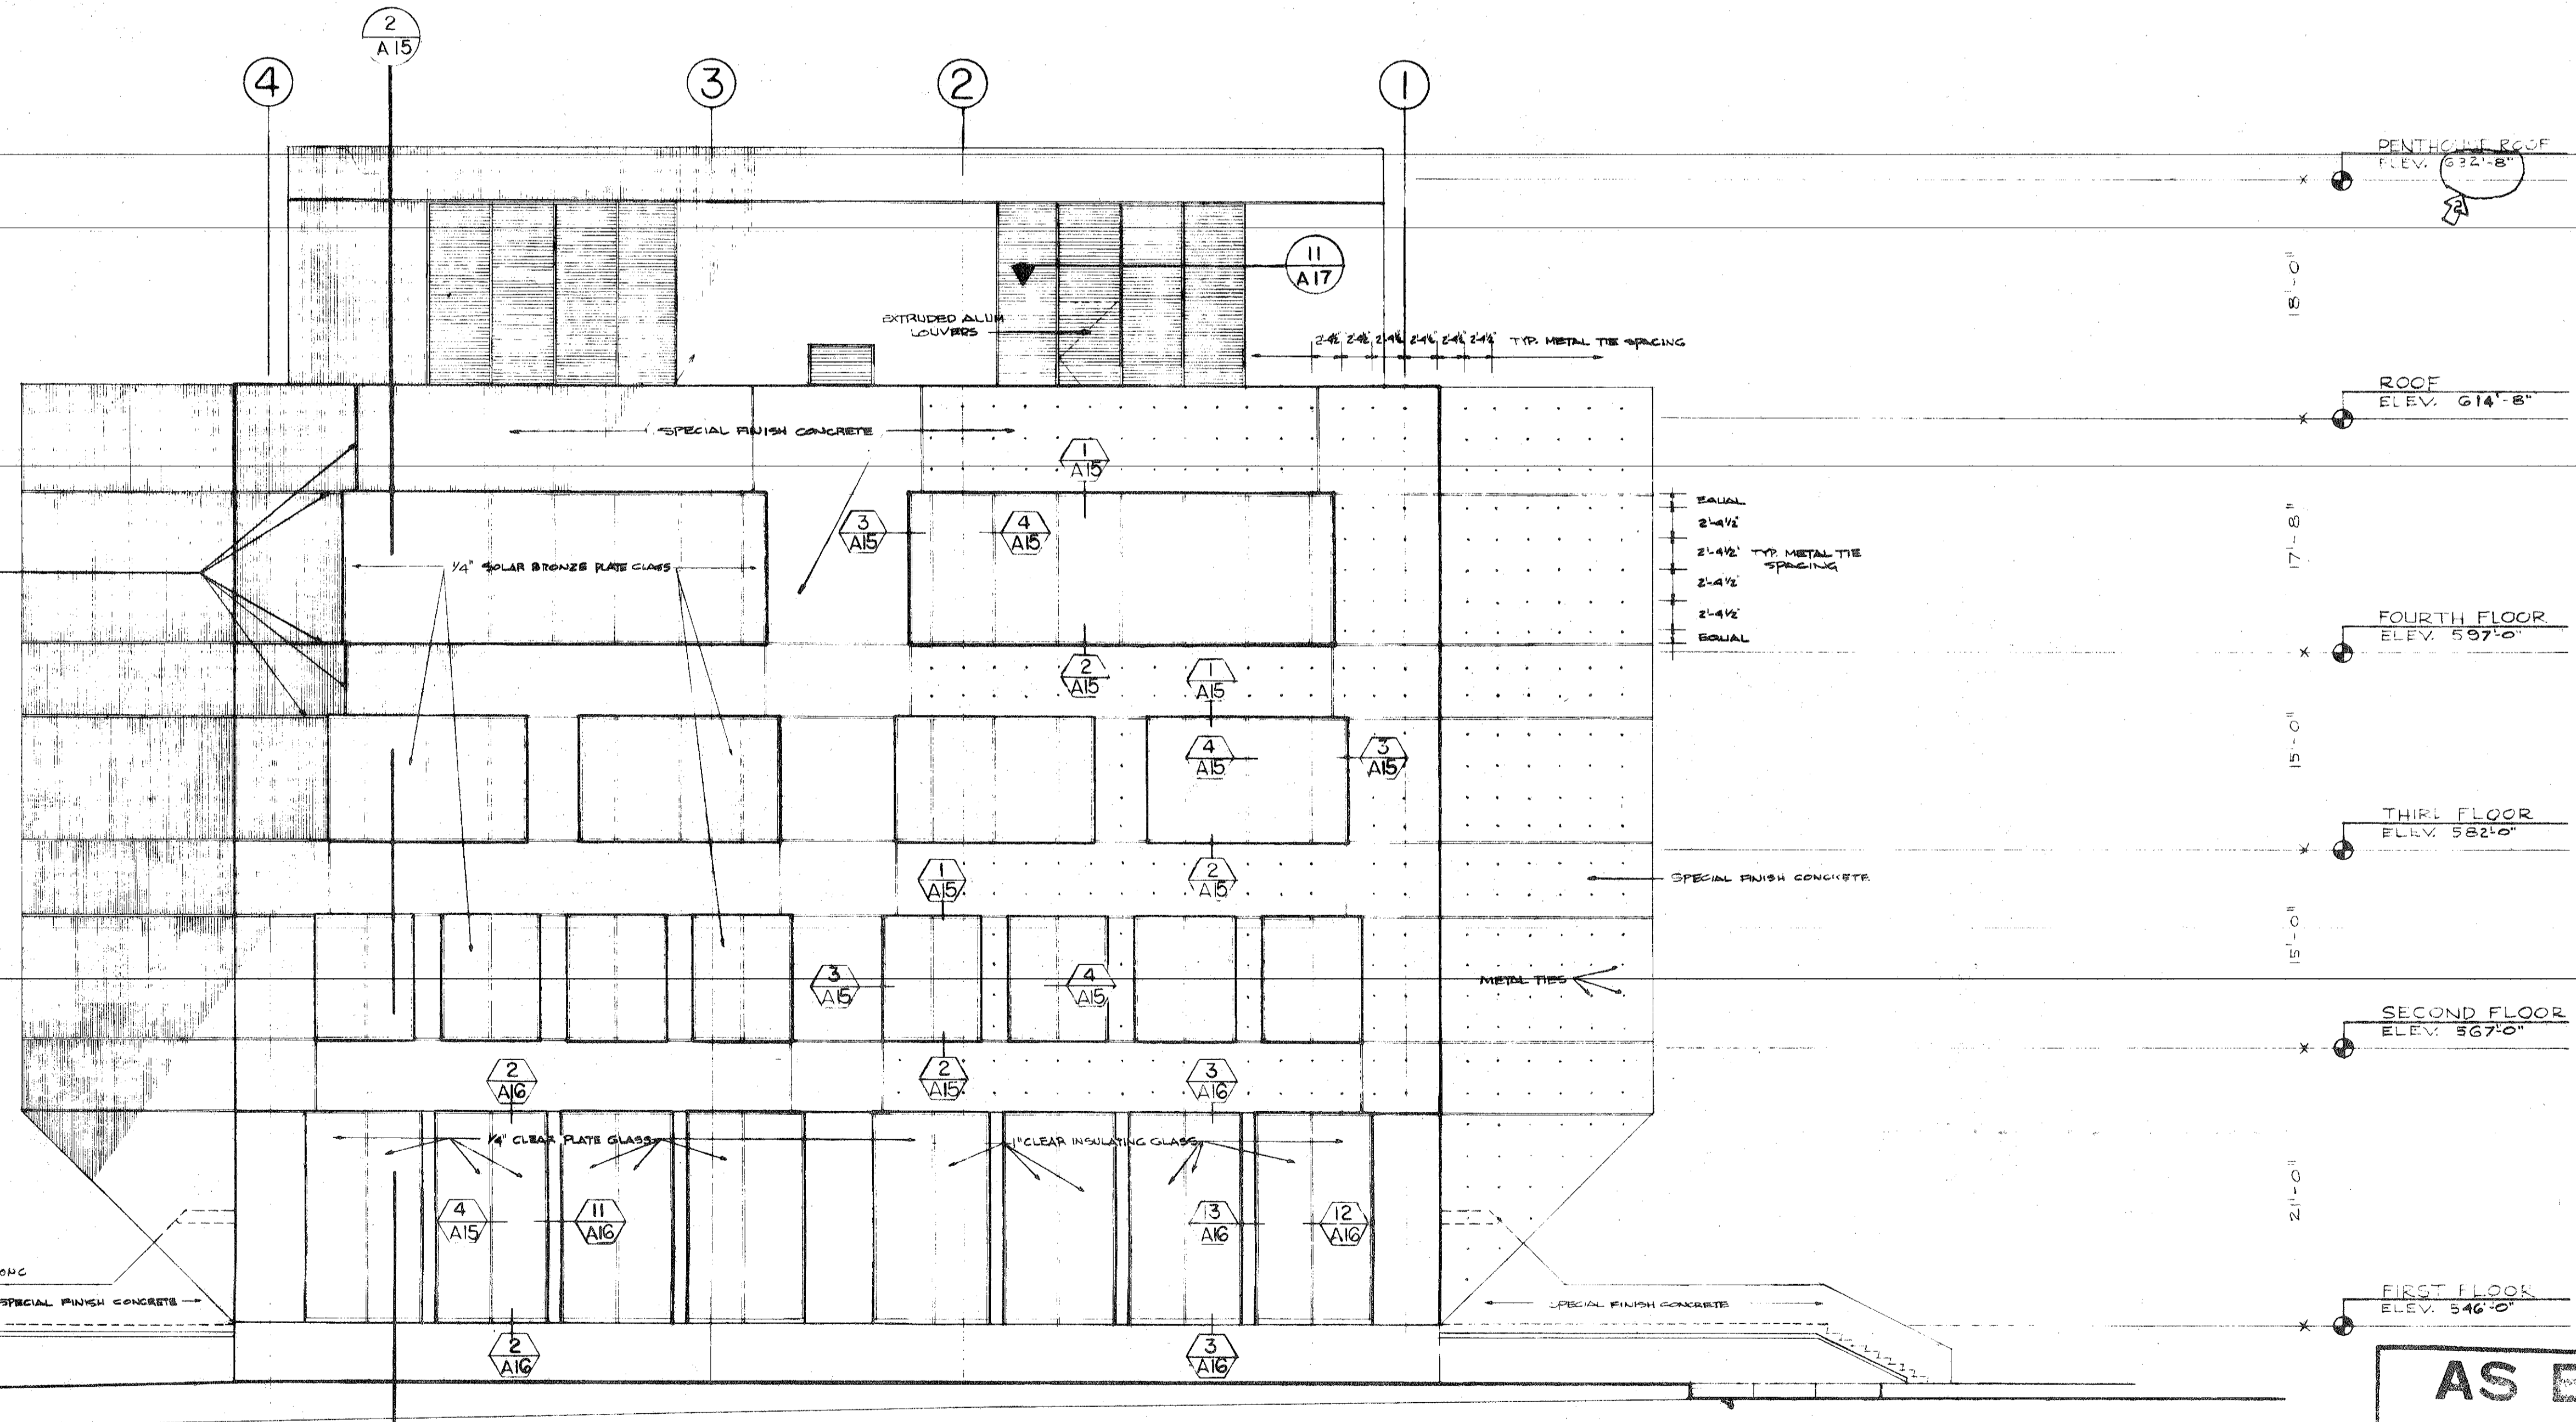 2
A15
4
3
2
1
PENTHOUSE ROOF
ELEV. 632'-8"
2
18'-0"
11
A17
EXTRUDED ALUM
LOUVERS
2'-4½" 2'-4½" 2'-4½" 2'-4½" 2'-4½" 2'-4½" TYP. METAL TIE SPACING
ROOF
ELEV. 614'-8"
SPECIAL FINISH CONCRETE
1
A15
3
A15
4
A15
EQUAL
2'-4½"
2'-4½" TYP. METAL TIE
SPACING
2'-4½"
2'-4½"
EQUAL
17'-8"
1/4" SOLAR BRONZE PLATE GLASS
FOURTH FLOOR
ELEV. 597'-0"
2
A15
1
A15
4
A15
3
A15
15'-0"
THIRD FLOOR
ELEV. 582'-0"
1
A15
2
A15
SPECIAL FINISH CONCRETE
15'-0"
3
A15
4
A15
METAL TIES
SECOND FLOOR
ELEV. 567'-0"
2
A16
2
A15
3
A16
1/4" CLEAR PLATE GLASS
1" CLEAR INSULATING GLASS
4
A15
11
A16
13
A16
12
A16
21'-0"
ONC
SPECIAL FINISH CONCRETE
SPECIAL FINISH CONCRETE
FIRST FLOOR
ELEV. 546'-0"
2
A16
3
A16
AS